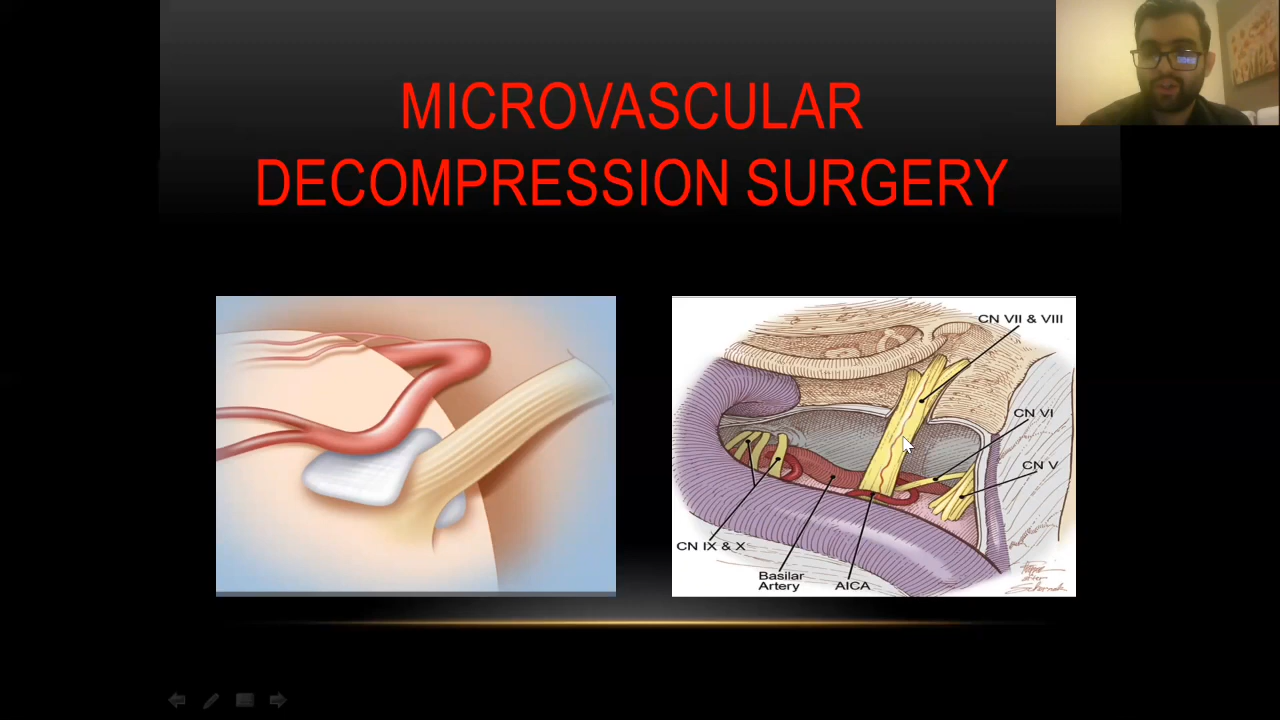 MICROVASCULAR
DECOMPRESSION SURGERY
CN VII & VIII
CN VI
CN V
CN IX & X
Basilar
Artery
AICA